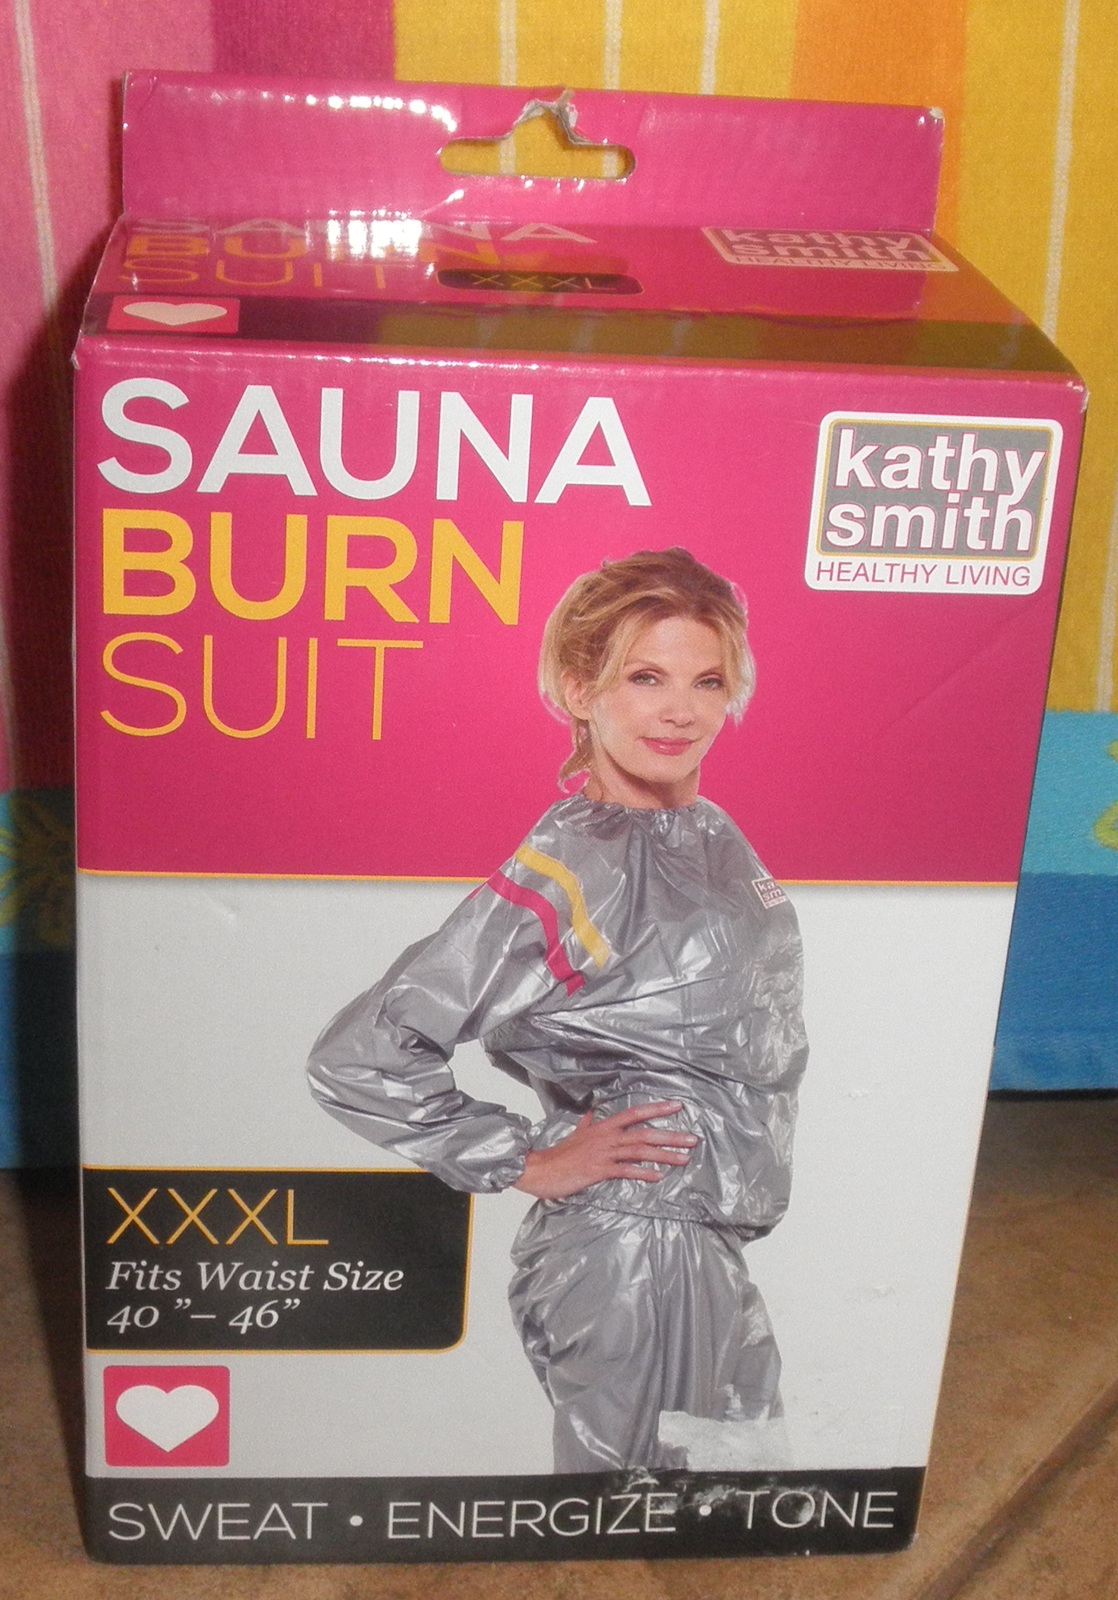 SAUNA
BURN
SUIT
XXXL
kathy
smith
HEALTHY LIVING
SAUNA
BURN
SUIT
kathy
smith
HEALTHY LIVING
XXXL
Fits Waist Size
40 ”– 46”
SWEAT • ENERGIZE • TONE